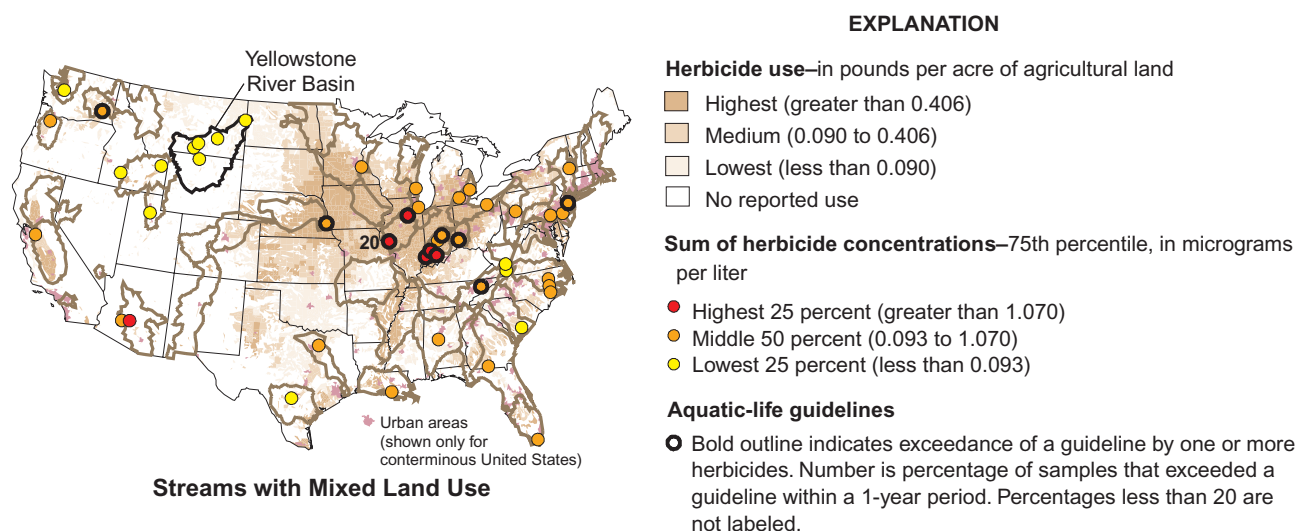 Yellowstone
River Basin
20
Urban areas
(shown only for
conterminous United States)
Streams with Mixed Land Use
EXPLANATION
Herbicide use–in pounds per acre of agricultural land
Highest (greater than 0.406)
Medium (0.090 to 0.406)
Lowest (less than 0.090)
No reported use
Sum of herbicide concentrations–75th percentile, in micrograms
per liter
Highest 25 percent (greater than 1.070)
Middle 50 percent (0.093 to 1.070)
Lowest 25 percent (less than 0.093)
Aquatic-life guidelines
Bold outline indicates exceedance of a guideline by one or more
herbicides. Number is percentage of samples that exceeded a
guideline within a 1-year period. Percentages less than 20 are
not labeled.